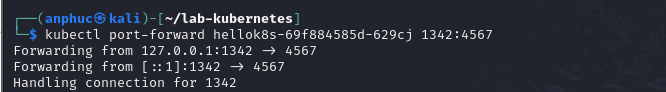 ┌──(anphuc㉿kali)-[~/lab-kubernetes]
└─$ kubectl port-forward hellok8s-69f884585d-629cj 1342:4567
Forwarding from 127.0.0.1:1342 -> 4567
Forwarding from [::1]:1342 -> 4567
Handling connection for 1342